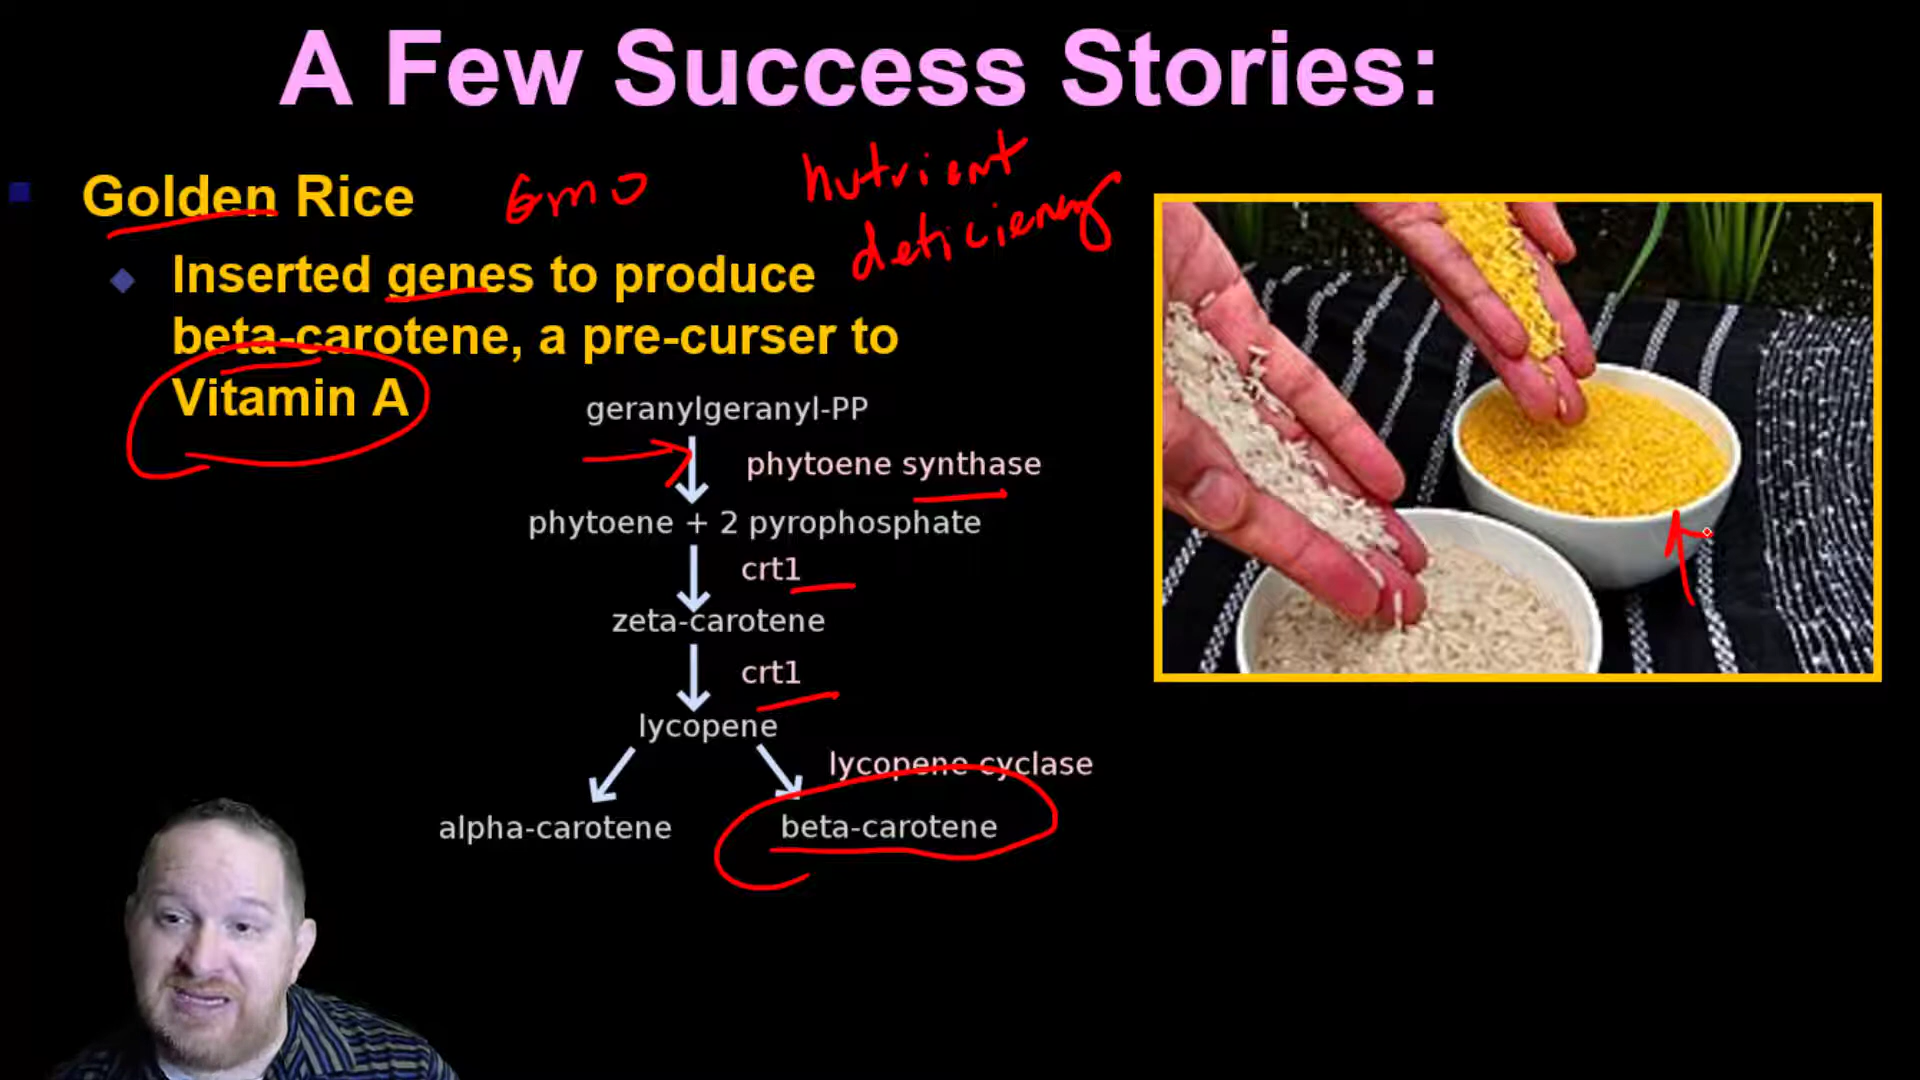 A Few Success Stories:
Golden Rice
GMO
nutrient
deficiency
Inserted genes to produce
beta-carotene, a pre-curser to
Vitamin A
geranylgeranyl-PP
phytoene synthase
phytoene + 2 pyrophosphate
crt1
zeta-carotene
crt1
lycopene
lycopene cyclase
alpha-carotene
beta-carotene